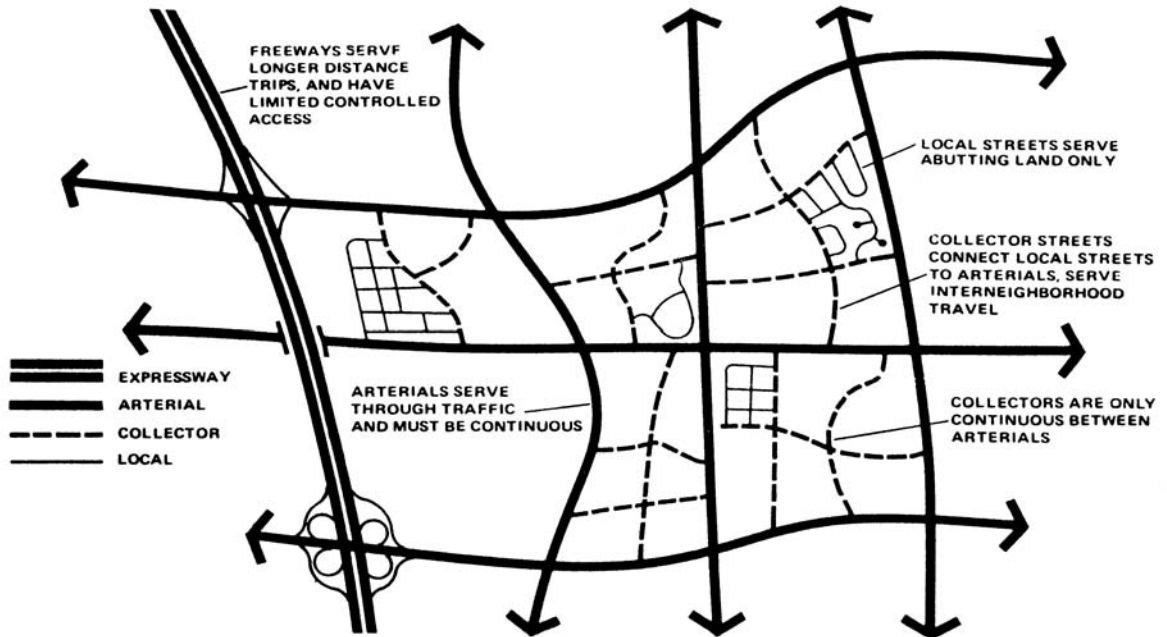 FREEWAYS SERVE
LONGER DISTANCE
TRIPS, AND HAVE
LIMITED CONTROLLED
ACCESS
LOCAL STREETS SERVE
ABUTTING LAND ONLY
COLLECTOR STREETS
CONNECT LOCAL STREETS
TO ARTERIALS, SERVE
INTERNEIGHBORHOOD
TRAVEL
EXPRESSWAY
ARTERIAL
COLLECTOR
LOCAL
ARTERIALS SERVE
THROUGH TRAFFIC
AND MUST BE CONTINUOUS
COLLECTORS ARE ONLY
CONTINUOUS BETWEEN
ARTERIALS